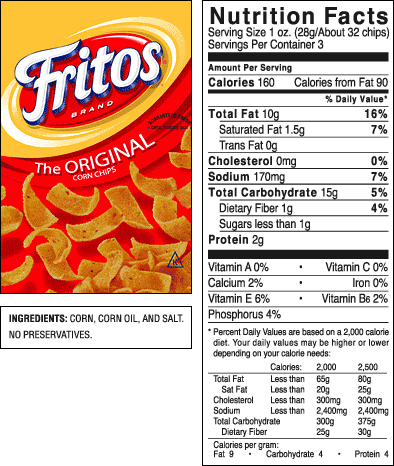 Fritos
BRAND
The ORIGINAL
CORN CHIPS
INGREDIENTS: CORN, CORN OIL, AND SALT.
NO PRESERVATIVES.
Nutrition Facts
Serving Size 1 oz. (28g/About 32 chips)
Servings Per Container 3
Amount Per Serving
Calories 160 Calories from Fat 90
% Daily Value*
Total Fat 10g 16%
Saturated Fat 1.5g 7%
Trans Fat 0g
Cholesterol 0mg 0%
Sodium 170mg 7%
Total Carbohydrate 15g 5%
Dietary Fiber 1g 4%
Sugars less than 1g
Protein 2g
Vitamin A 0% • Vitamin C 0%
Calcium 2% • Iron 0%
Vitamin E 6% • Vitamin B6 2%
Phosphorus 4%
* Percent Daily Values are based on a 2,000 calorie
diet. Your daily values may be higher or lower
depending on your calorie needs:
Calories: 2,000 2,500
Total Fat Less than 65g 80g
Sat Fat Less than 20g 25g
Cholesterol Less than 300mg 300mg
Sodium Less than 2,400mg 2,400mg
Total Carbohydrate 300g 375g
Dietary Fiber 25g 30g
Calories per gram:
Fat 9 • Carbohydrate 4 • Protein 4